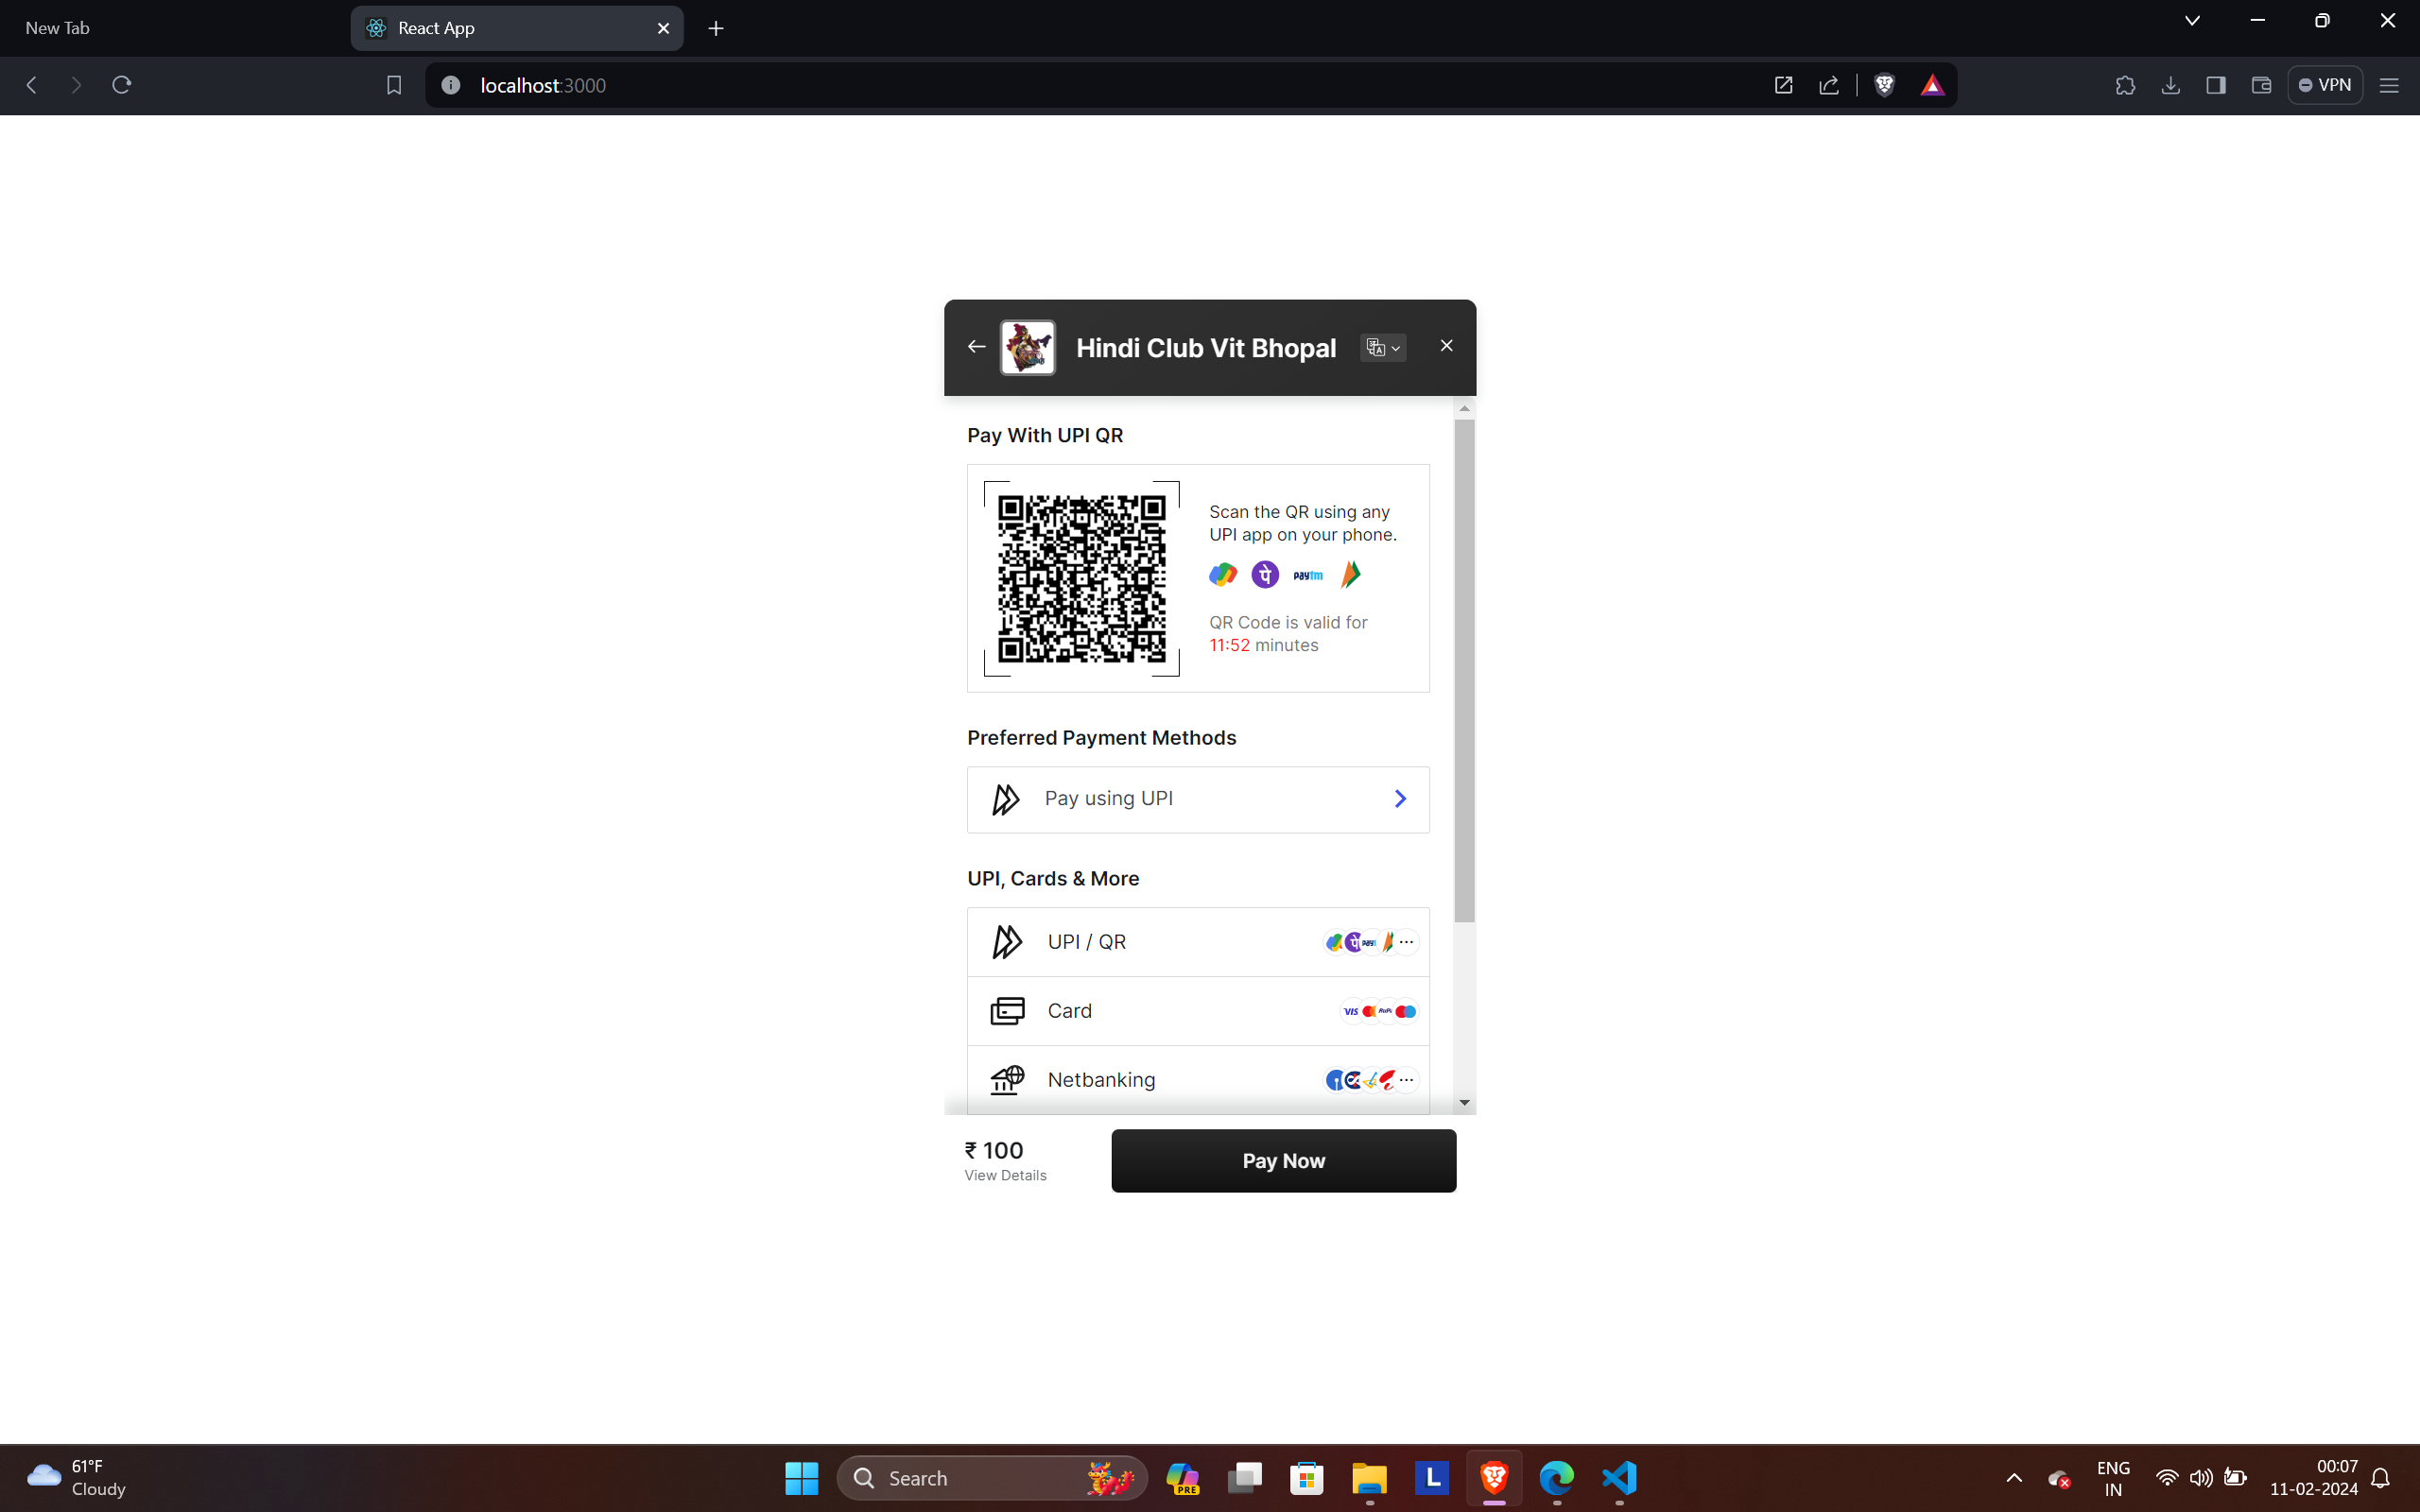 New Tab
React App
localhost:3000
VPN
Hindi Club Vit Bhopal
Pay With UPI QR
Scan the QR using any
UPI app on your phone.
पे
paytm
QR Code is valid for
11:52 minutes
Preferred Payment Methods
Pay using UPI
UPI, Cards & More
UPI / QR
Card
Netbanking
₹ 100
View Details
Pay Now
61°F
Cloudy
Search
PRE
L
ENG
IN
00:07
11-02-2024